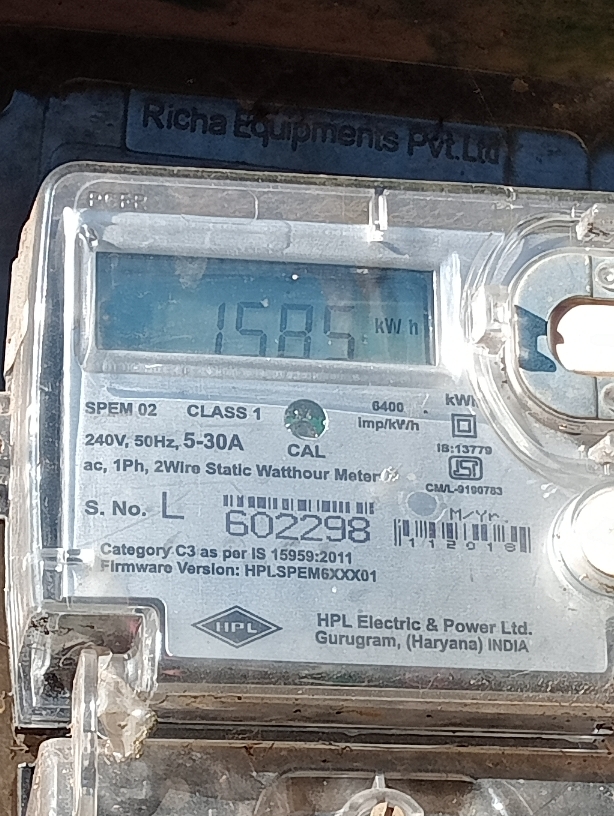 Richa Equipments Pvt.Ltd
1585 kWh
SPEM 02 CLASS 1 6400 imp/kWh kWh
240V, 50Hz, 5-30A CAL IS:13779
ac, 1Ph, 2Wire Static Watthour Meter
CM/L-9190783
S. No. L 602298 M/Yr.
112018
Category C3 as per IS 15959:2011
Firmware Version: HPLSPEM6XXX01
HPL HPL Electric & Power Ltd.
Gurugram, (Haryana) INDIA